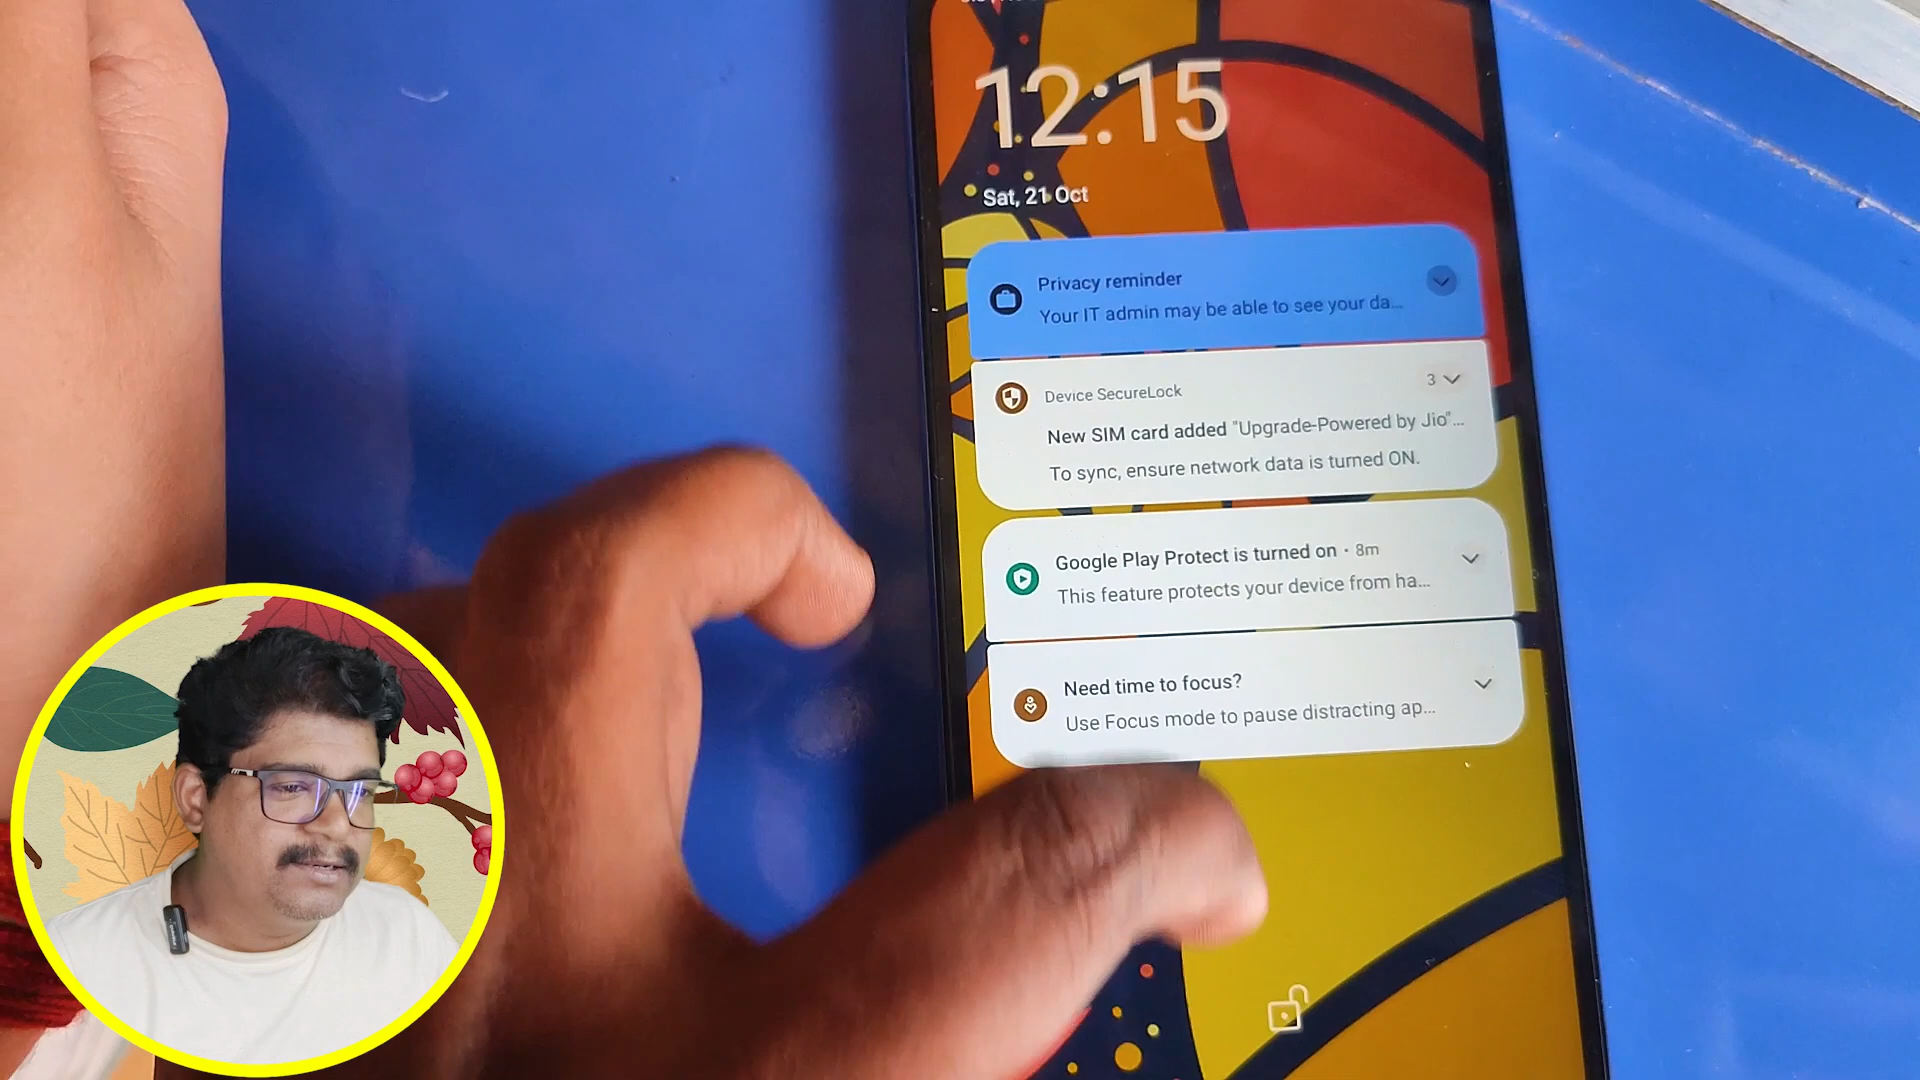 12:15
Sat, 21 Oct
Privacy reminder
Your IT admin may be able to see your da...
Device SecureLock
3
New SIM card added "Upgrade-Powered by Jio"...
To sync, ensure network data is turned ON.
Google Play Protect is turned on · 8m
This feature protects your device from ha...
Need time to focus?
Use Focus mode to pause distracting ap...